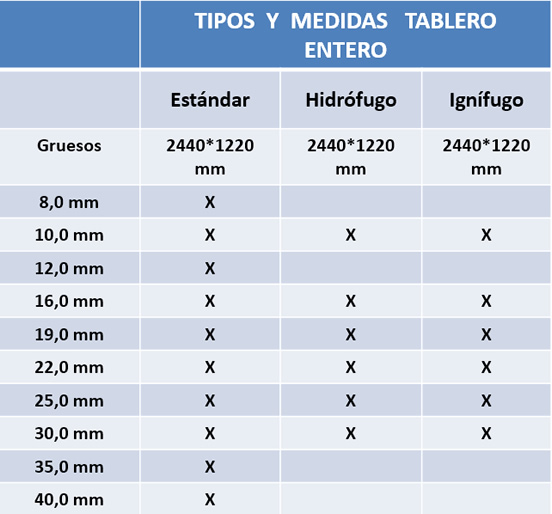 TIPOS Y MEDIDAS TABLERO
ENTERO
Estándar Hidrófugo Ignífugo
Gruesos 2440*1220 2440*1220 2440*1220
mm mm mm
8,0 mm X
10,0 mm X X X
12,0 mm X
16,0 mm X X X
19,0 mm X X X
22,0 mm X X X
25,0 mm X X X
30,0 mm X X X
35,0 mm X
40,0 mm X